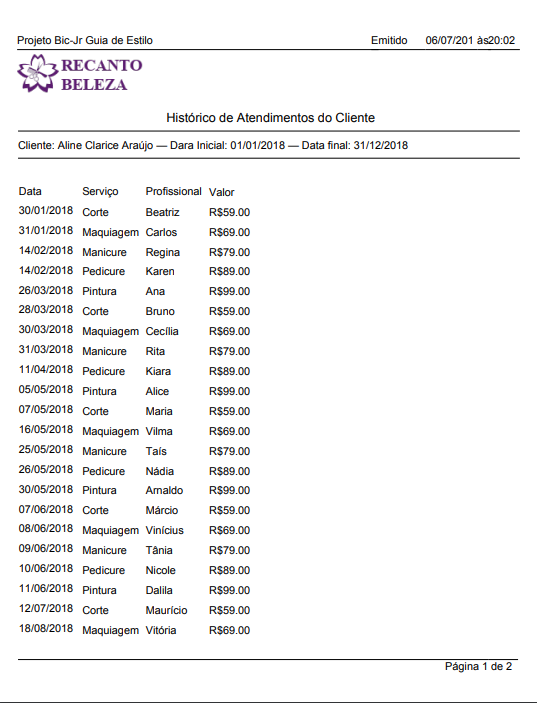 Projeto Bic-Jr Guia de Estilo Emitido 06/07/201 às20:02
RECANTO
BELEZA
Histórico de Atendimentos do Cliente
Cliente: Aline Clarice Araújo — Dara Inicial: 01/01/2018 — Data final: 31/12/2018
Data Serviço Profissional Valor
30/01/2018 Corte Beatriz R$59.00
31/01/2018 Maquiagem Carlos R$69.00
14/02/2018 Manicure Regina R$79.00
14/02/2018 Pedicure Karen R$89.00
26/03/2018 Pintura Ana R$99.00
28/03/2018 Corte Bruno R$59.00
30/03/2018 Maquiagem Cecília R$69.00
31/03/2018 Manicure Rita R$79.00
11/04/2018 Pedicure Kiara R$89.00
05/05/2018 Pintura Alice R$99.00
07/05/2018 Corte Maria R$59.00
16/05/2018 Maquiagem Vilma R$69.00
25/05/2018 Manicure Taís R$79.00
26/05/2018 Pedicure Nádia R$89.00
30/05/2018 Pintura Arnaldo R$99.00
07/06/2018 Corte Márcio R$59.00
08/06/2018 Maquiagem Vinícius R$69.00
09/06/2018 Manicure Tânia R$79.00
10/06/2018 Pedicure Nicole R$89.00
11/06/2018 Pintura Dalila R$99.00
12/07/2018 Corte Maurício R$59.00
18/08/2018 Maquiagem Vitória R$69.00
Página 1 de 2